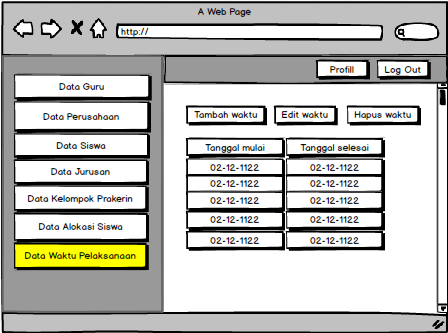 A Web Page
http://
Profill
Log Out
Data Guru
Data Perusahaan
Data Siswa
Data Jurusan
Data Kelompok Prakerin
Data Alokasi Siswa
Data Waktu Pelaksanaan
Tambah waktu
Edit waktu
Hapus waktu
Tanggal mulai Tanggal selesai
02-12-1122 02-12-1122
02-12-1122 02-12-1122
02-12-1122 02-12-1122
02-12-1122 02-12-1122
02-12-1122 02-12-1122